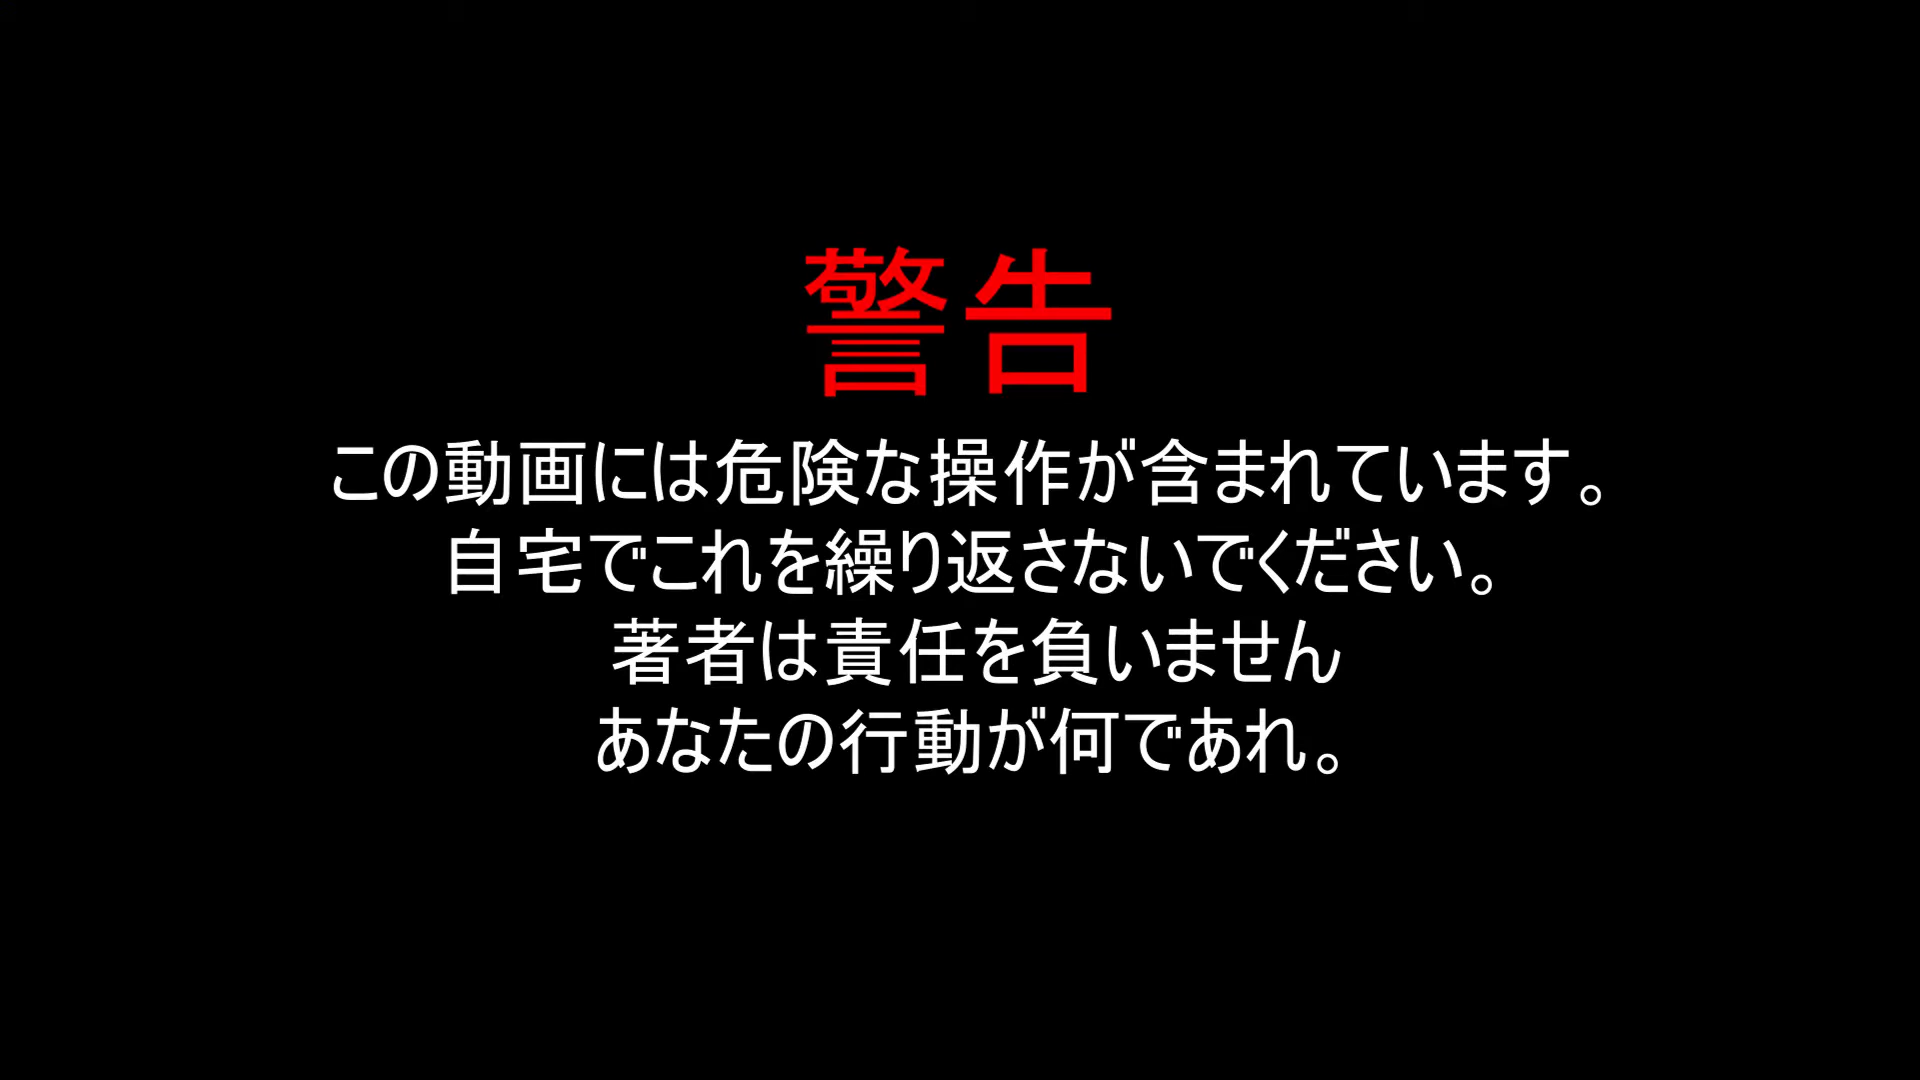 警告
この動画には危険な操作が含まれています。
自宅でこれを繰り返さないでください。
著者は責任を負いません
あなたの行動が何であれ。